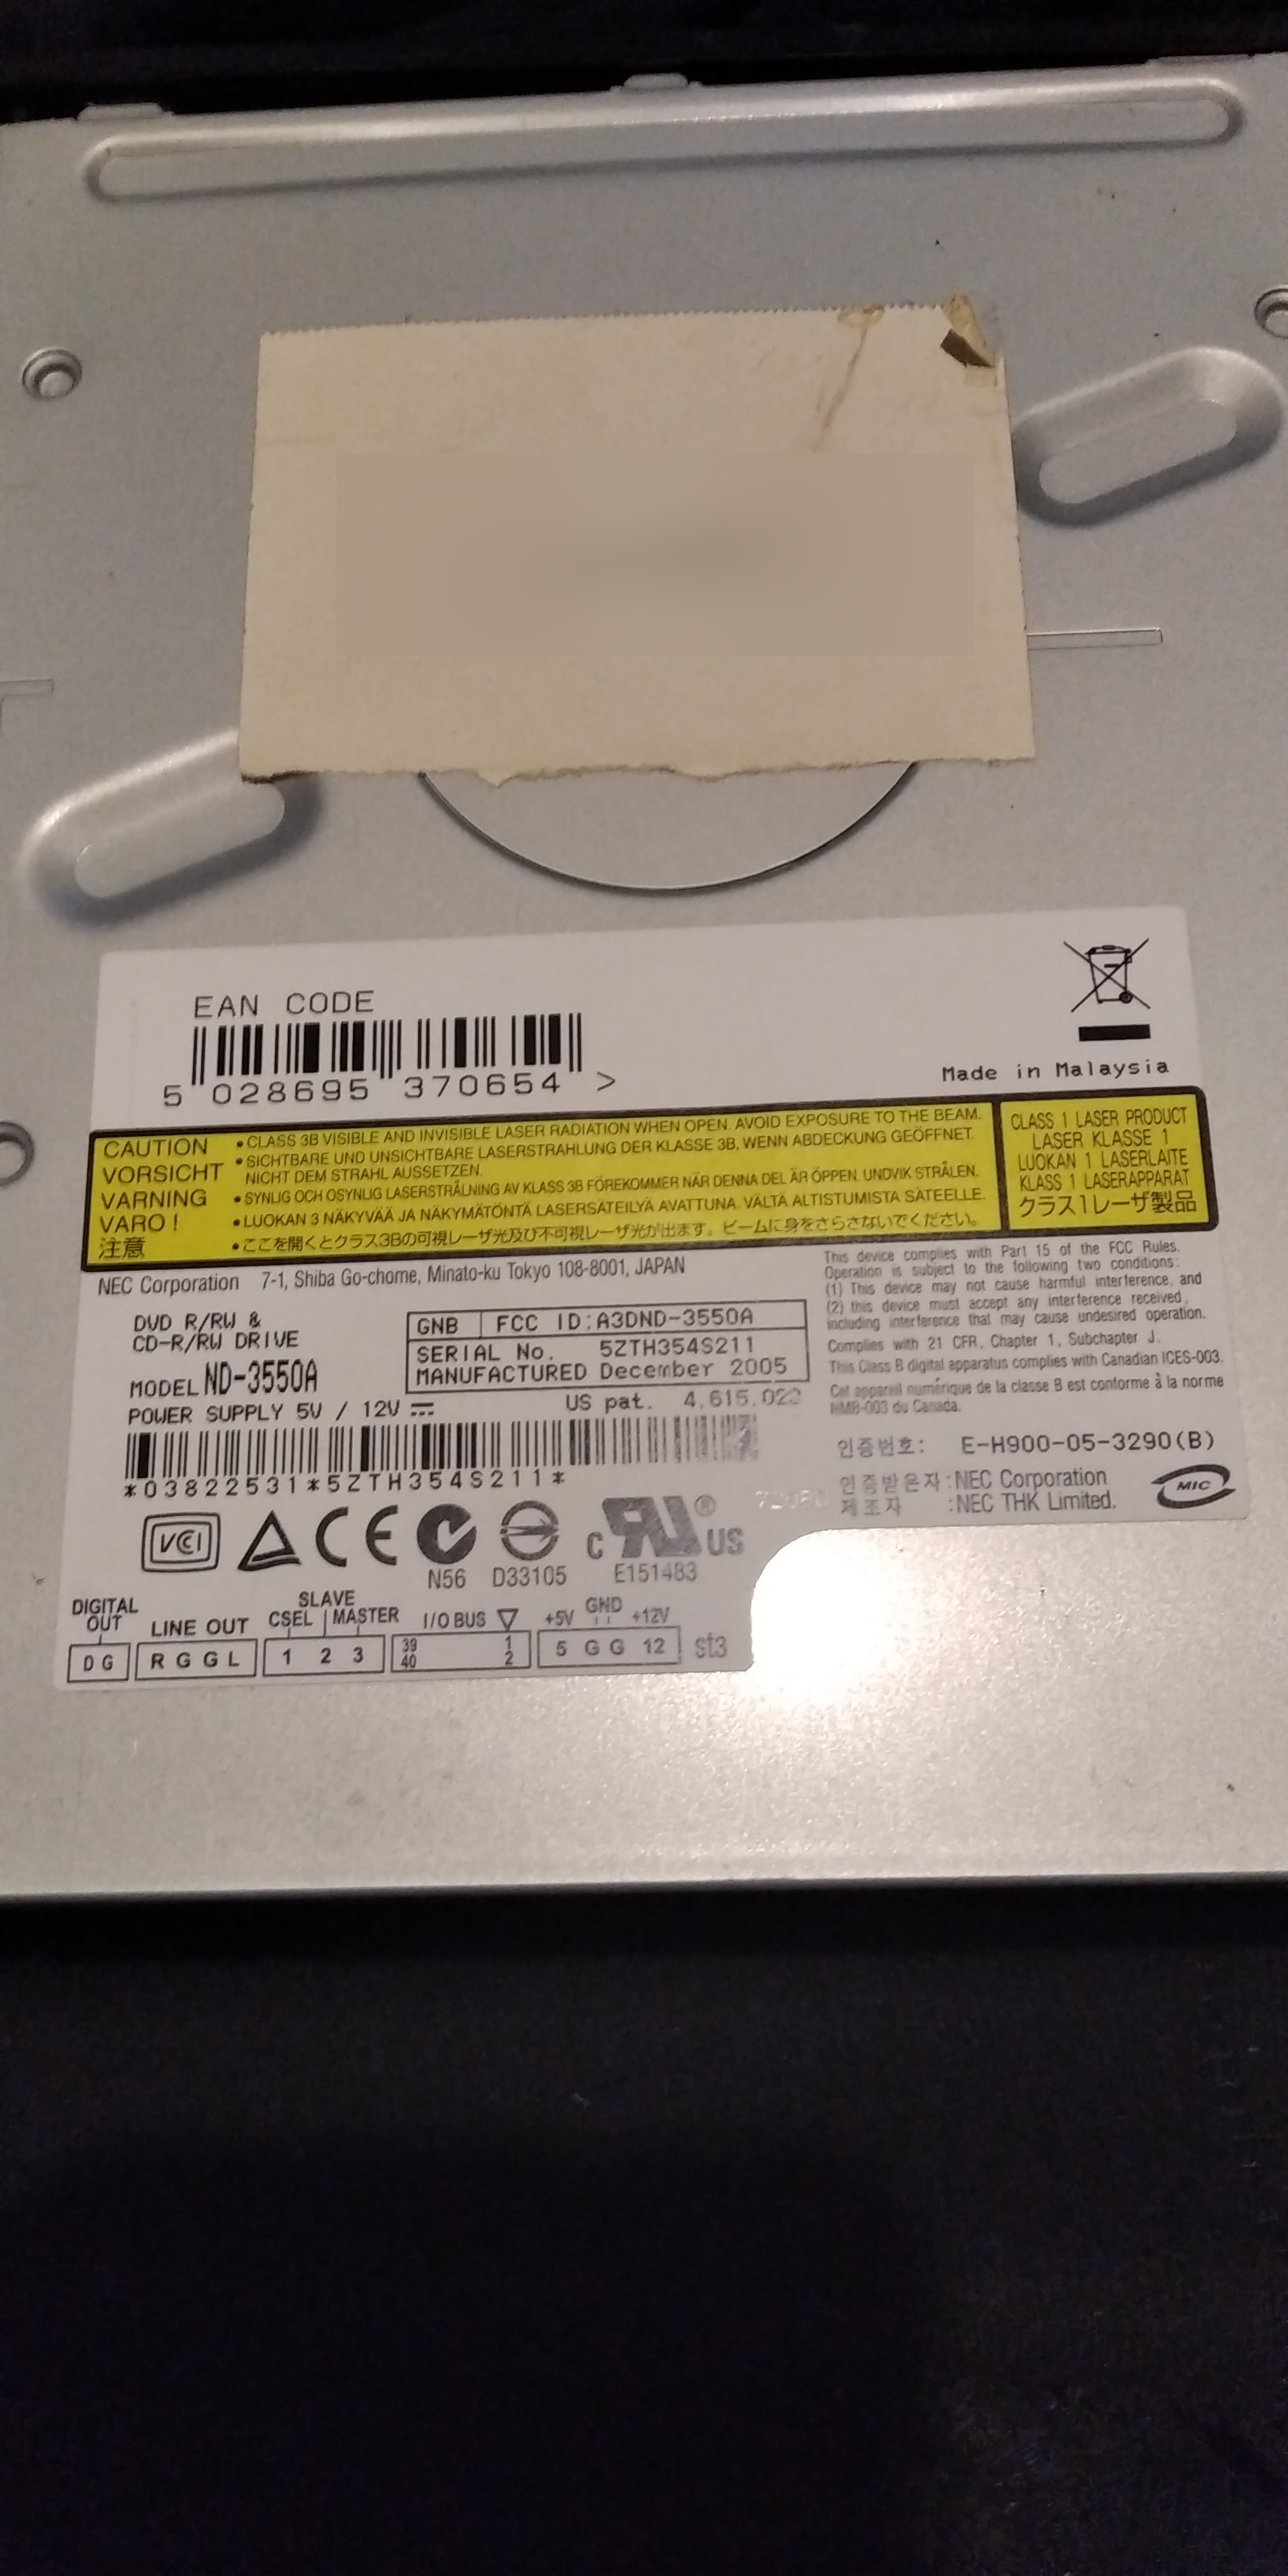 EAN CODE
5 028695 370654 >
Made in Malaysia
CAUTION
VORSICHT
VARNING
VARO !
注意
• CLASS 3B VISIBLE AND INVISIBLE LASER RADIATION WHEN OPEN. AVOID EXPOSURE TO THE BEAM.
• SICHTBARE UND UNSICHTBARE LASERSTRAHLUNG DER KLASSE 3B, WENN ABDECKUNG GEÖFFNET.
NICHT DEM STRAHL AUSSETZEN.
• SYNLIG OCH OSYNLIG LASERSTRÅLNING AV KLASS 3B FÖREKOMMER NÄR DENNA DEL ÄR ÖPPEN. UNDVIK STRÅLEN.
• LUOKAN 3 NÄKYVÄÄ JA NÄKYMÄTÖNTÄ LASERSÄTEILYÄ AVATTUNA. VÄLTÄ ALTISTUMISTA SÄTEELLE.
• ここを開くとクラス3Bの可視レーザ光及び不可視レーザ光が出ます。ビームに身をさらさないでください。
CLASS 1 LASER PRODUCT
LASER KLASSE 1
LUOKAN 1 LASERLAITE
KLASS 1 LASERAPPARAT
クラス1レーザ製品
NEC Corporation 7-1, Shiba Go-chome, Minato-ku Tokyo 108-8001, JAPAN
DVD R/RW &
CD-R/RW DRIVE
MODEL ND-3550A
POWER SUPPLY 5V / 12V
GNB FCC ID:A3DND-3550A
SERIAL No. 5ZTH354S211
MANUFACTURED December 2005
US pat. 4,615,023
*03822531*5ZTH354S211*
This device complies with Part 15 of the FCC Rules.
Operation is subject to the following two conditions:
(1) This device may not cause harmful interference, and
(2) this device must accept any interference received,
including interference that may cause undesired operation.
Complies with 21 CFR, Chapter 1, Subchapter J.
This Class B digital apparatus complies with Canadian ICES-003.
Cet appareil numérique de la classe B est conforme à la norme
NMB-003 du Canada.
인증번호: E-H900-05-3290(B)
인증받은자 :NEC Corporation
제조자 :NEC THK Limited.
MIC
VCI
CE
N56
D33105
C RU US ®
E151483
DIGITAL
OUT
D G
LINE OUT
R G G L
SLAVE
CSEL MASTER
1 2 3
I/O BUS
39 1
40 2
+5V GND +12V
5 G G 12
st3